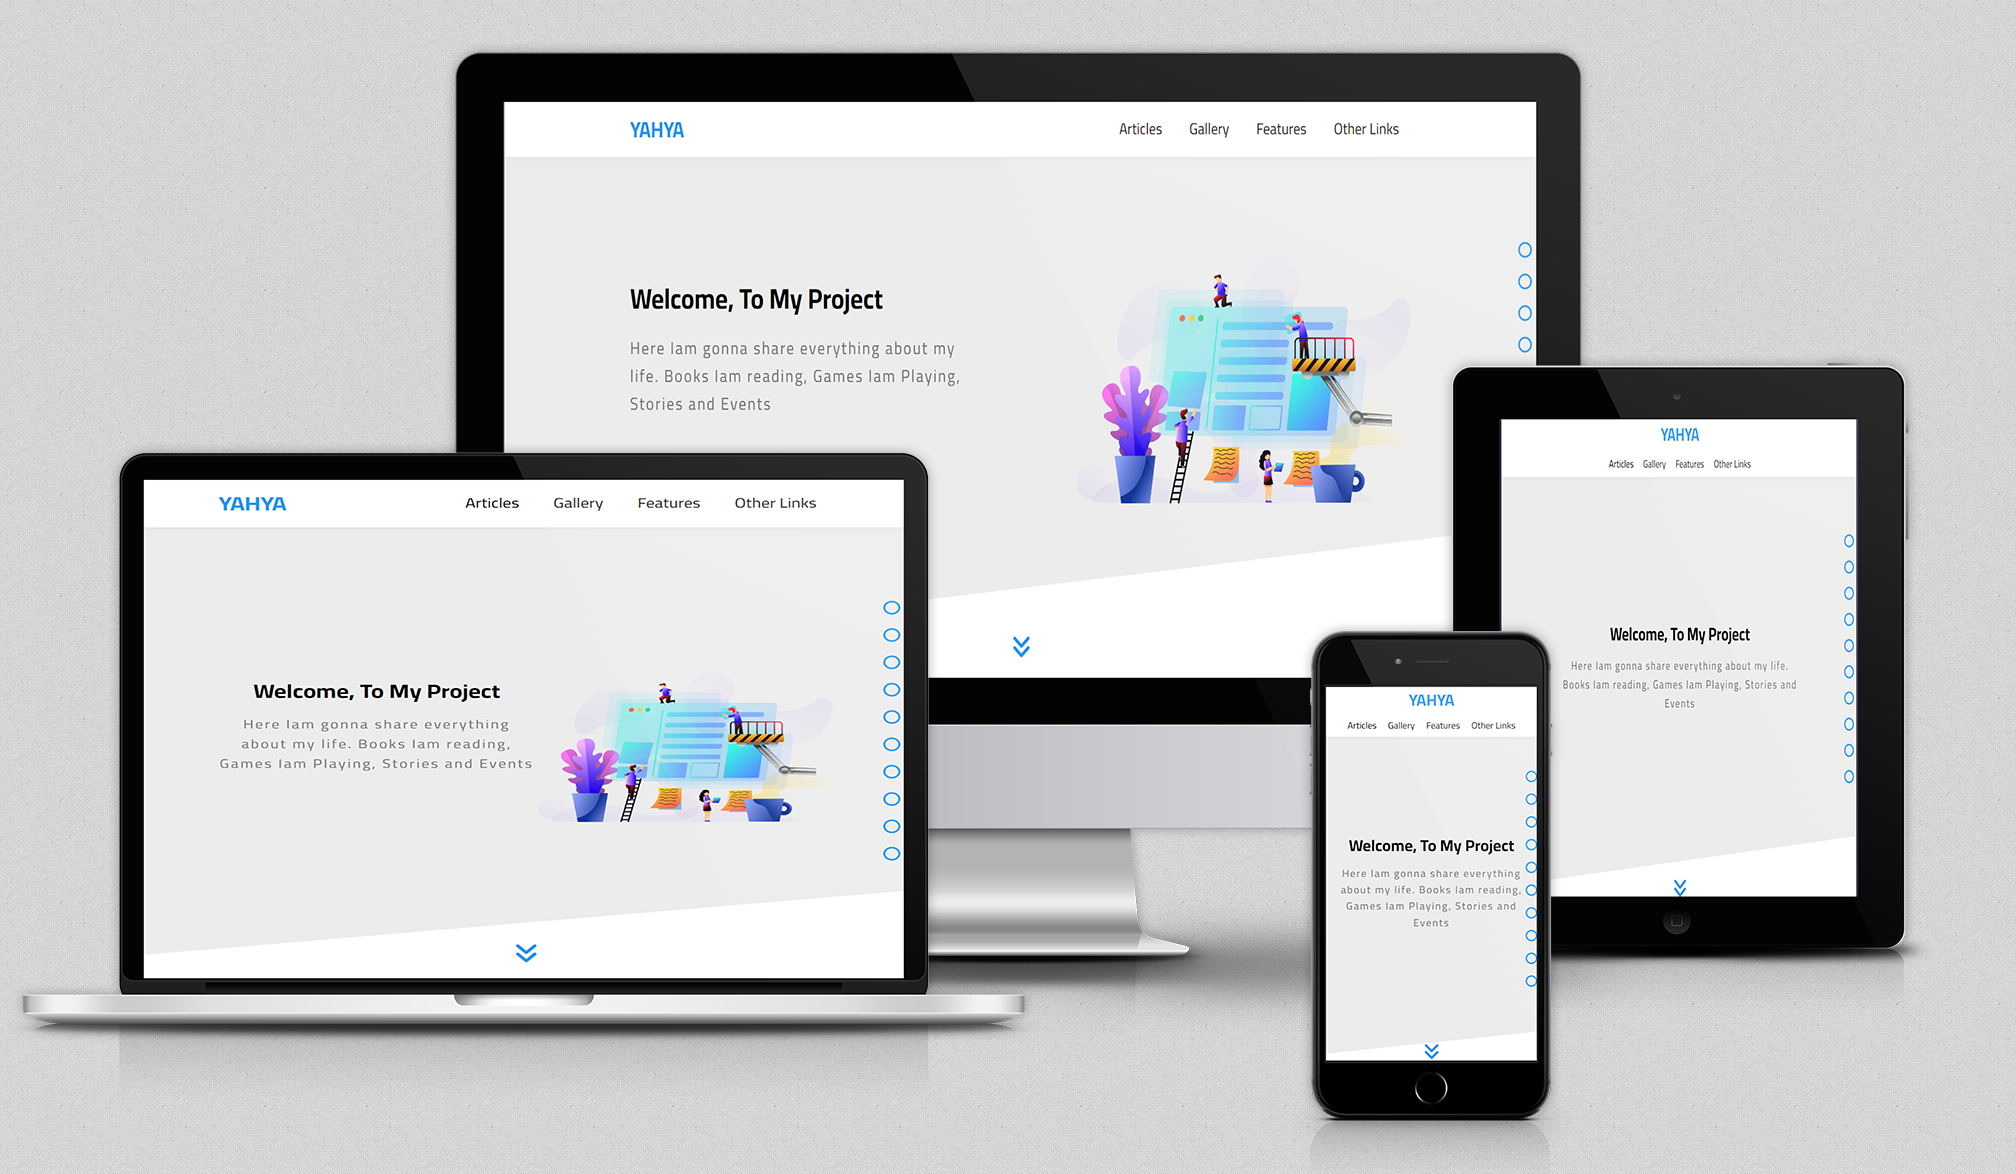 YAHYA
Articles Gallery Features Other Links
Welcome, To My Project
Here Iam gonna share everything about my
life. Books Iam reading, Games Iam Playing,
Stories and Events
YAHYA
Articles Gallery Features Other Links
Welcome, To My Project
Here Iam gonna share everything
about my life. Books Iam reading,
Games Iam Playing, Stories and Events
YAHYA
Articles Gallery Features Other Links
Welcome, To My Project
Here Iam gonna share everything about my life.
Books Iam reading, Games Iam Playing, Stories and
Events
YAHYA
Articles Gallery Features Other Links
Welcome, To My Project
Here Iam gonna share everything
about my life. Books Iam reading,
Games Iam Playing, Stories and
Events